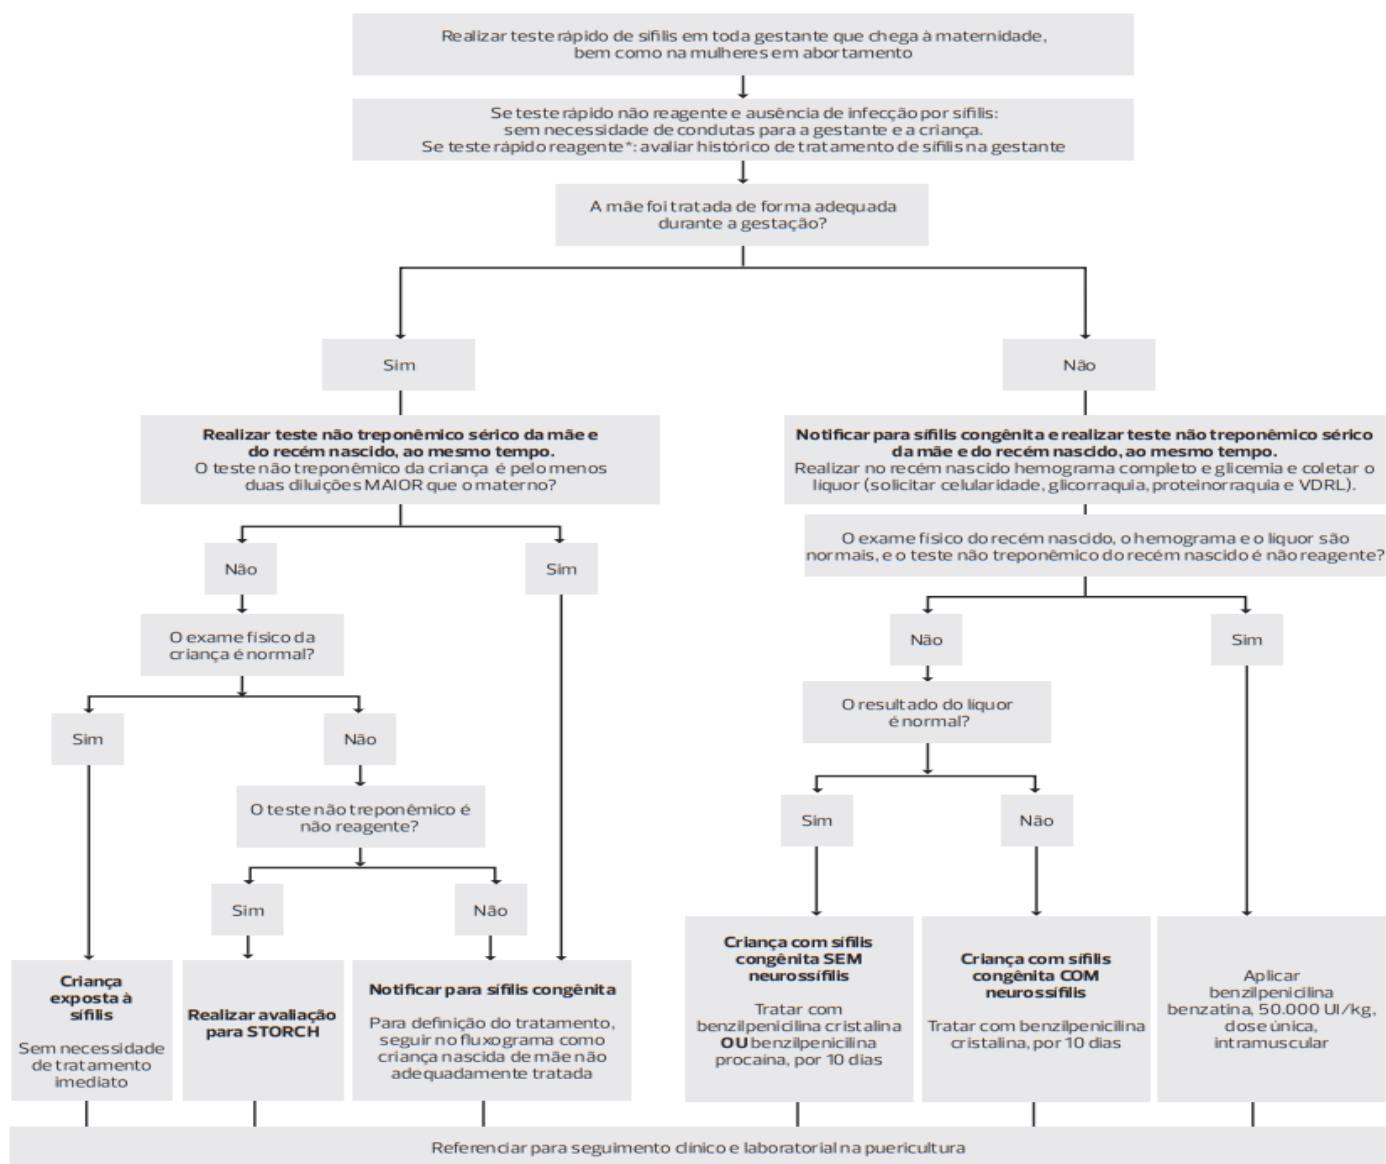 Realizar teste rápido de sífilis em toda gestante que chega à maternidade,
bem como na mulheres em abortamento
Se teste rápido não reagente e ausência de infecção por sífilis:
sem necessidade de condutas para a gestante e a criança.
Se teste rápido reagente*: avaliar histórico de tratamento de sífilis na gestante
A mãe foi tratada de forma adequada
durante a gestação?
Sim
Realizar teste não treponêmico sérico da mãe e
do recém nascido, ao mesmo tempo.
O teste não treponêmico da criança é pelo menos
duas diluições MAIOR que o materno?
Não
Sim
O exame físico da
criança é normal?
Sim
Não
O teste não treponêmico é
não reagente?
Sim
Não
Criança
exposta à
sífilis
Sem necessidade
de tratamento
imediato
Realizar avaliação
para STORCH
Notificar para sífilis congênita
Para definição do tratamento,
seguir no fluxograma como
criança nascida de mãe não
adequadamente tratada
Não
Notificar para sífilis congênita e realizar teste não treponêmico sérico
da mãe e do recém nascido, ao mesmo tempo.
Realizar no recém nascido hemograma completo e glicemia e coletar o
líquor (solicitar celularidade, glicorraquia, proteinorraquia e VDRL).
O exame físico do recém nascido, o hemograma e o líquor são
normais, e o teste não treponêmico do recém nascido é não reagente?
Não
Sim
O resultado do líquor
é normal?
Sim
Não
Criança com sífilis
congênita SEM
neurossífilis
Tratar com
benzilpenicilina cristalina
OU benzilpenicilina
procaína, por 10 dias
Criança com sífilis
congênita COM
neurossífilis
Tratar com benzilpenicilina
cristalina, por 10 dias
Aplicar
benzilpenicilina
benzatina, 50.000 UI/kg,
dose única,
intramuscular
Referenciar para seguimento clínico e laboratorial na puericultura